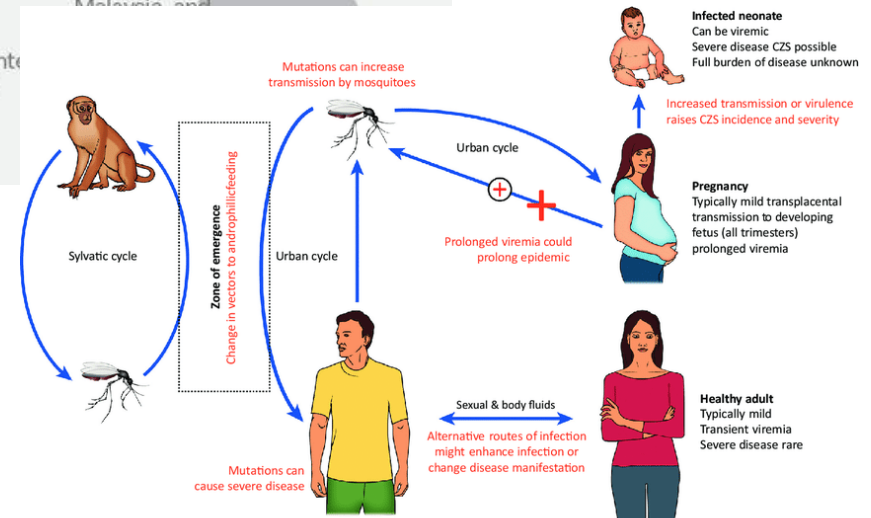 Malaysia, and
Infected neonate
Can be viremic
Severe disease CZS possible
Full burden of disease unknown
Mutations can increase
transmission by mosquitoes
Increased transmission or virulence
raises CZS incidence and severity
Urban cycle
Pregnancy
Typically mild transplacental
transmission to developing
fetus (all trimesters)
prolonged viremia
Prolonged viremia could
prolong epidemic
Sylvatic cycle
Zone of emergence
Change in vectors to androphillicfeeding
Urban cycle
Sexual & body fluids
Alternative routes of infection
might enhance infection or
change disease manifestation
Healthy adult
Typically mild
Transient viremia
Severe disease rare
Mutations can
cause severe disease